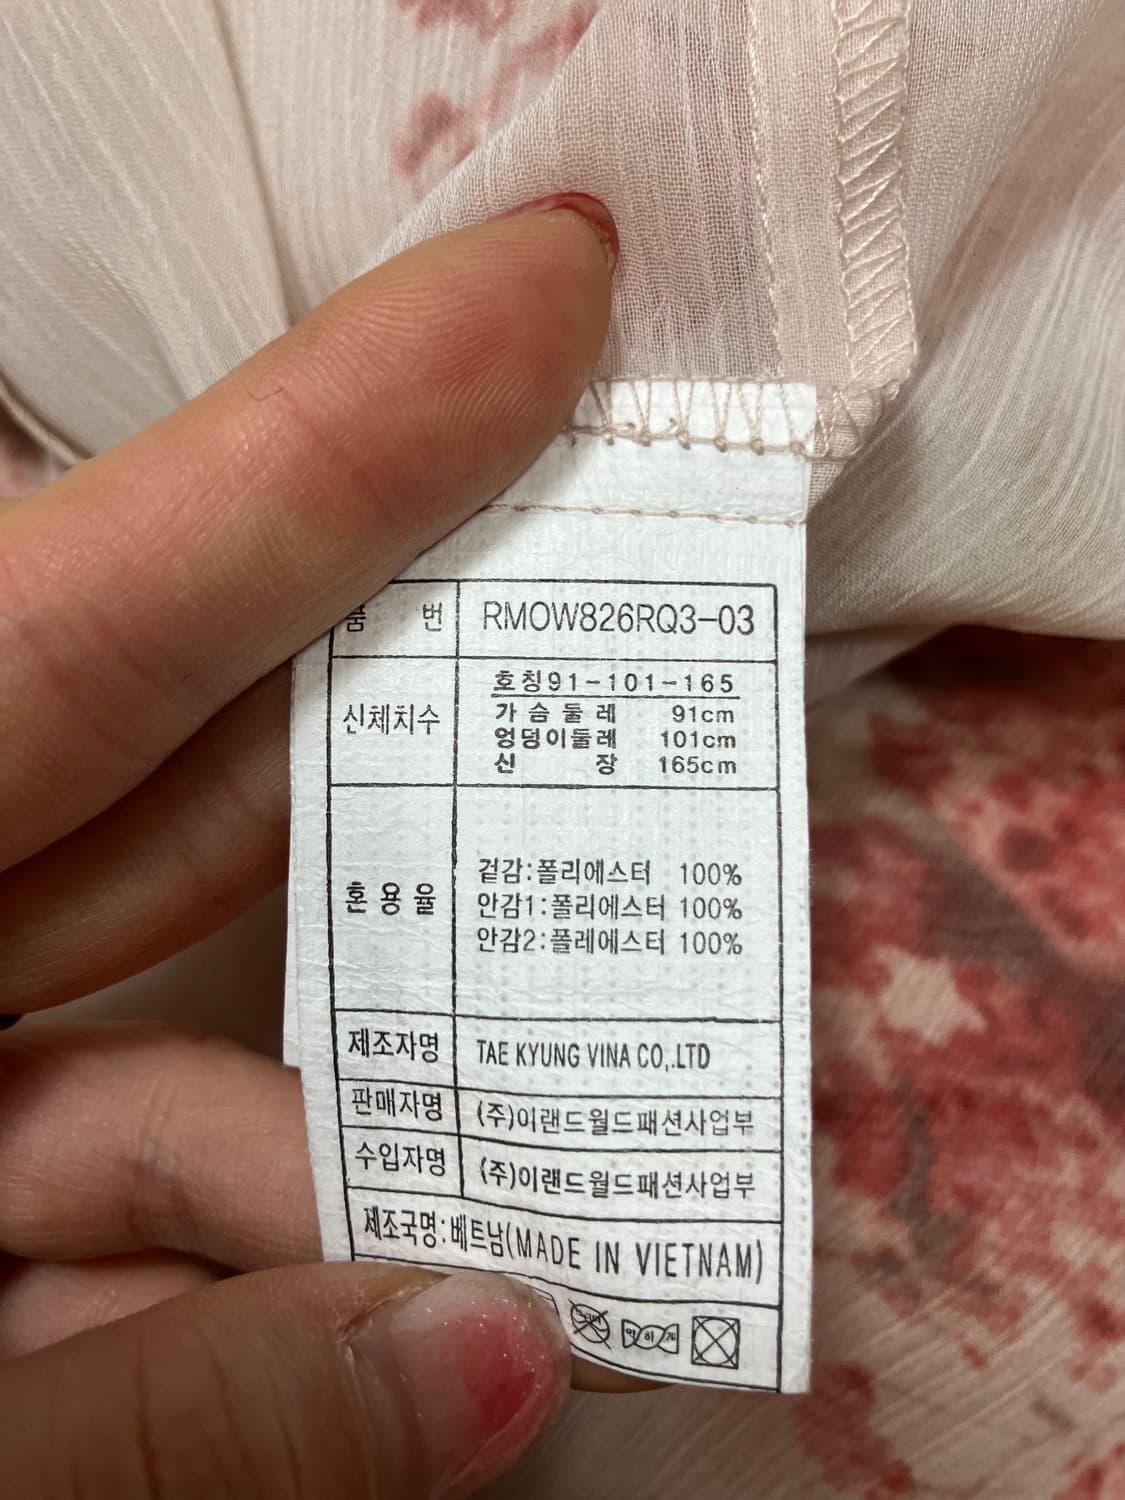 품 번 RMOW826RQ3-03
신체치수
호칭91-101-165
가슴둘레 91cm
엉덩이둘레 101cm
신장 165cm
혼용율
겉감:폴리에스터 100%
안감1:폴리에스터 100%
안감2:폴레에스터 100%
제조자명 TAE KYUNG VINA CO,.LTD
판매자명 (주)이랜드월드패션사업부
수입자명 (주)이랜드월드패션사업부
제조국명:베트남(MADE IN VIETNAM)
약하게